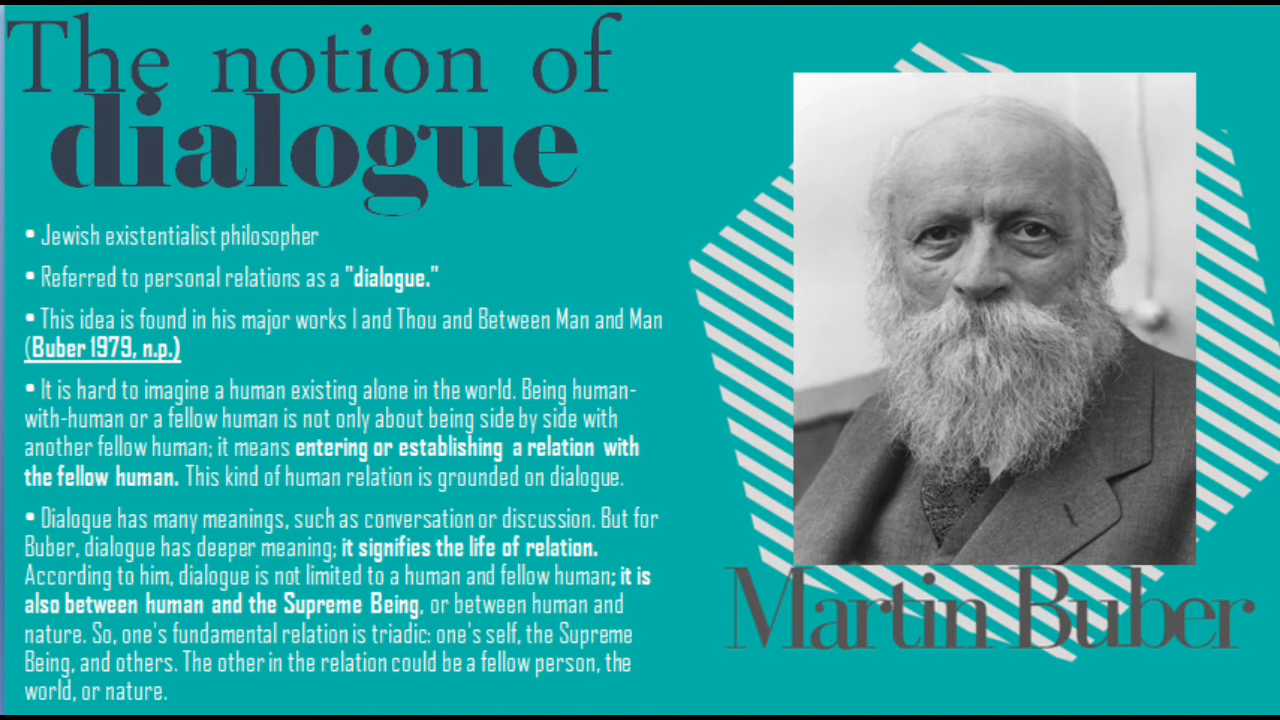 The notion of
dialogue
• Jewish existentialist philosopher
• Referred to personal relations as a "dialogue."
• This idea is found in his major works I and Thou and Between Man and Man
(Buber 1979, n.p.)
• It is hard to imagine a human existing alone in the world. Being human-
with-human or a fellow human is not only about being side by side with
another fellow human; it means entering or establishing a relation with
the fellow human. This kind of human relation is grounded on dialogue.
• Dialogue has many meanings, such as conversation or discussion. But for
Buber, dialogue has deeper meaning; it signifies the life of relation.
According to him, dialogue is not limited to a human and fellow human; it is
also between human and the Supreme Being, or between human and
nature. So, one's fundamental relation is triadic: one's self, the Supreme
Being, and others. The other in the relation could be a fellow person, the
world, or nature.
Martin Buber